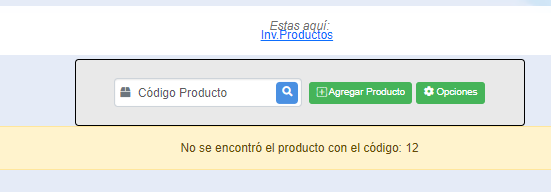 Estas aquí:
Inv.Productos
Código Producto
Agregar Producto
Opciones
No se encontró el producto con el código: 12